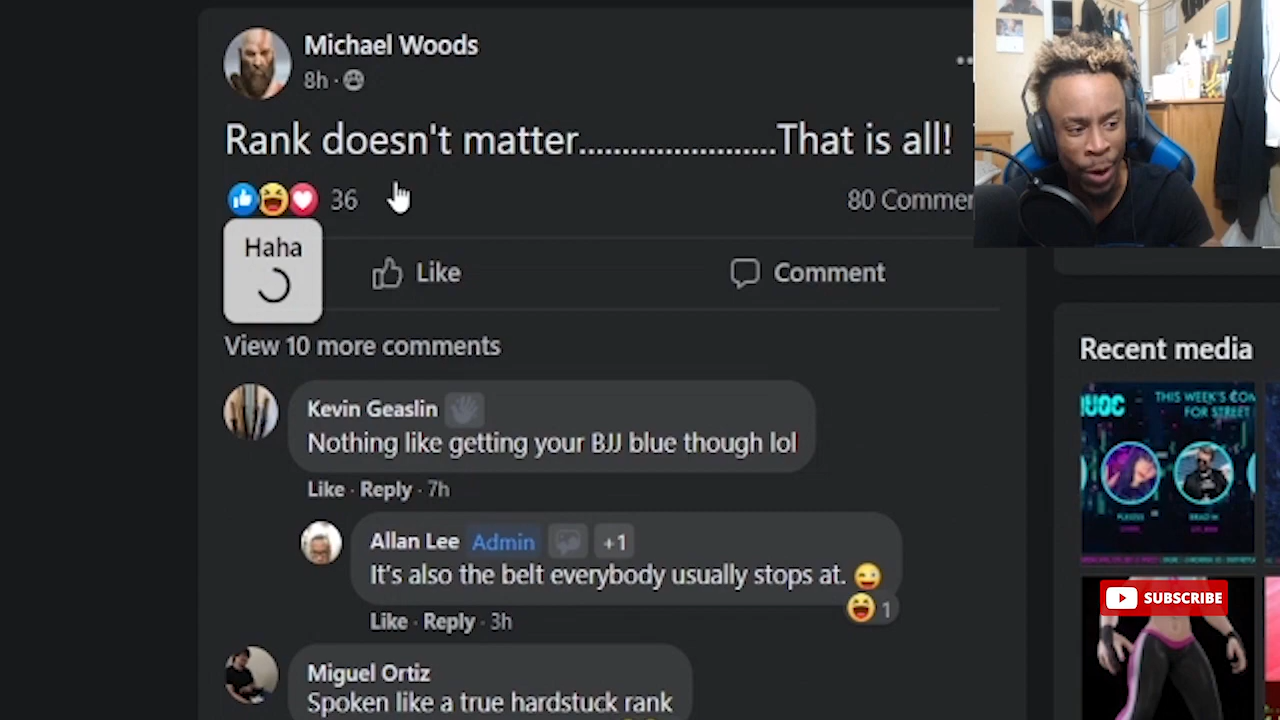 Michael Woods
8h ·
Rank doesn't matter.......................That is all!
36
80 Commen
Haha
Like
Comment
View 10 more comments
Kevin Geaslin
Nothing like getting your BJJ blue though lol
Like · Reply · 7h
Allan Lee Admin +1
It's also the belt everybody usually stops at.
1
Like · Reply · 3h
Miguel Ortiz
Spoken like a true hardstuck rank
Recent media
THIS WEEK'S COM
FOR STREET
SUBSCRIBE